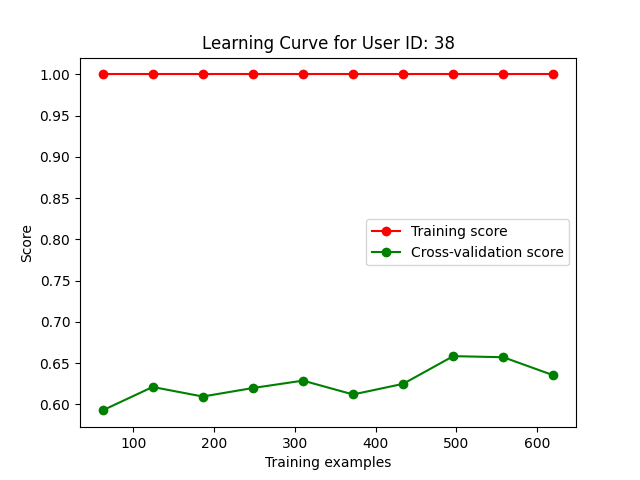 Learning Curve for User ID: 38
1.00
0.95
0.90
0.85
0.80
0.75
0.70
0.65
0.60
Score
Training score
Cross-validation score
100 200 300 400 500 600
Training examples